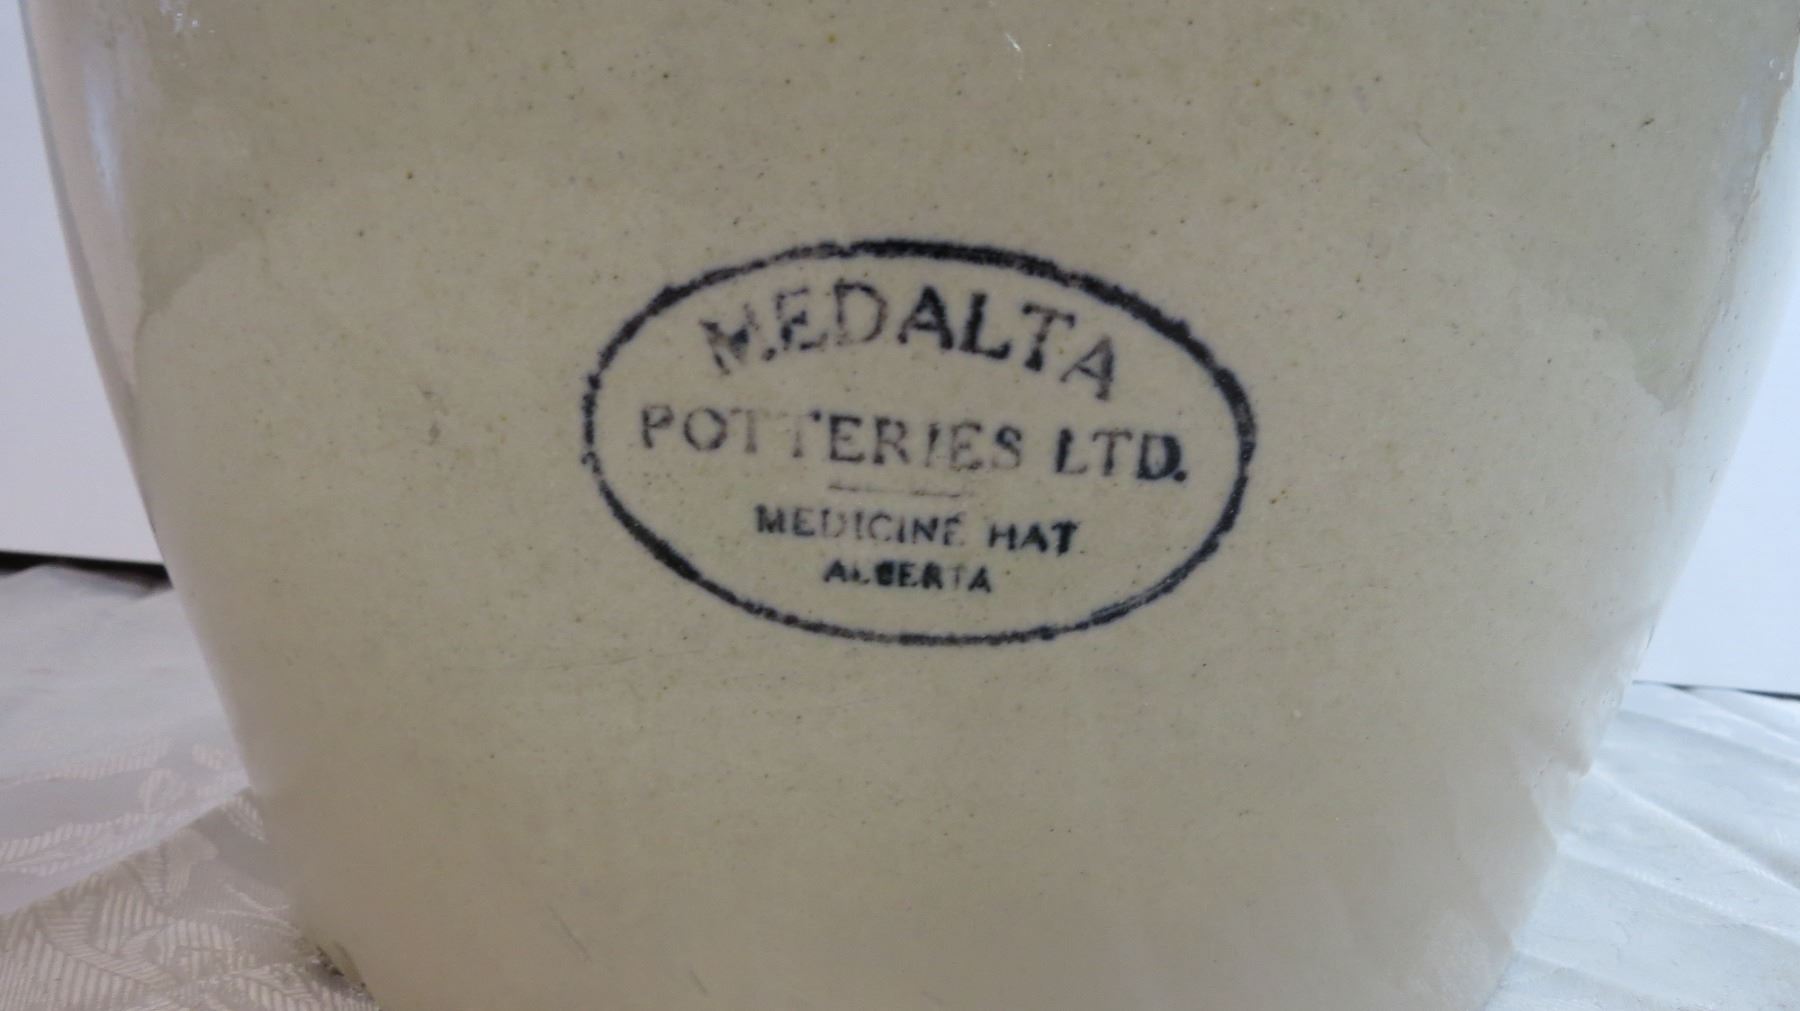 MEDALTA
POTTERIES LTD.
MEDICINE HAT
ALBERTA